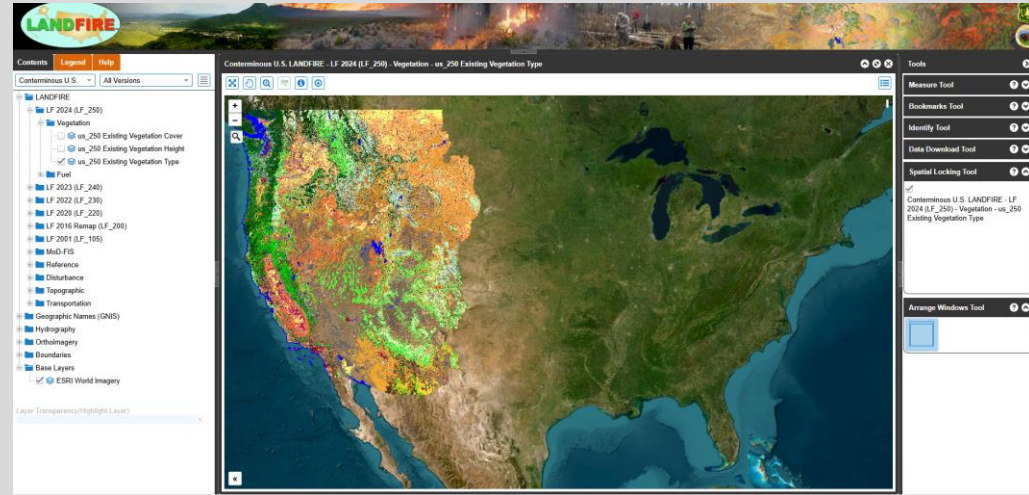 LANDFIRE
Contents Legend Help
Conterminous U.S. All Versions
LANDFIRE
LF 2024 (LF_250)
Vegetation
us_250 Existing Vegetation Cover
us_250 Existing Vegetation Height
us_250 Existing Vegetation Type
Fuel
LF 2023 (LF_240)
LF 2022 (LF_230)
LF 2020 (LF_220)
LF 2016 Remap (LF_200)
LF 2001 (LF_105)
MoD-FIS
Reference
Disturbance
Topographic
Transportation
Geographic Names (GNIS)
Hydrography
Orthoimagery
Boundaries
Base Layers
ESRI World Imagery
Layer Transparency(Highlight Layer)
Conterminous U.S. LANDFIRE - LF 2024 (LF_250) - Vegetation - us_250 Existing Vegetation Type
Tools
Measure Tool
Bookmarks Tool
Identify Tool
Data Download Tool
Spatial Locking Tool
Conterminous U.S. LANDFIRE - LF
2024 (LF_250) - Vegetation - us_250
Existing Vegetation Type
Arrange Windows Tool